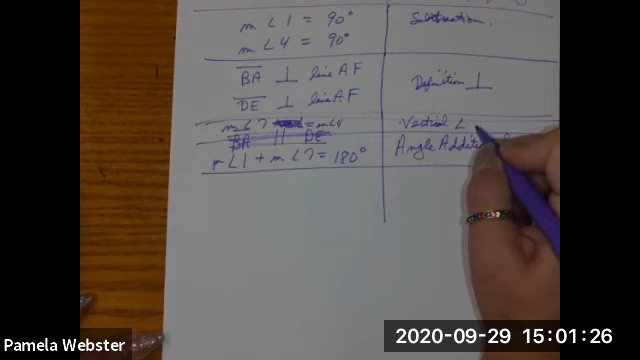 m∠1 = 90°
Subtraction.
m∠4 = 90°
BA ⊥ line AF
Definition ⊥
DE ⊥ line AF
m∠7 = m∠4
Vertical ∠
BA || DE
Angle Additi
m∠1 + m∠7 = 180°
Pamela Webster
2020-09-29 15:01:26